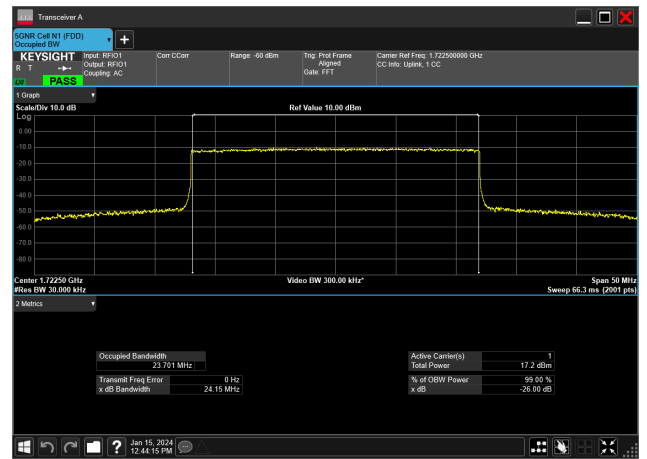 Transceiver A
5GNR Cell N1 (FDD)
Occupied BW
KEYSIGHT
R T
LW PASS
Input: RFIO1
Output: RFIO1
Coupling: AC
Corr CCorr
Range: -60 dBm
Trig: Prot Frame
Aligned
Gate: FFT
Carrier Ref Freq: 1.722500000 GHz
CC Info: Uplink, 1 CC
1 Graph
Scale/Div 10.0 dB
Ref Value 10.00 dBm
Log
0.00
-10.0
-20.0
-30.0
-40.0
-50.0
-60.0
-70.0
-80.0
Center 1.72250 GHz
Video BW 300.00 kHz*
Span 50 MHz
#Res BW 30.000 kHz
Sweep 66.3 ms (2001 pts)
2 Metrics
Occupied Bandwidth
23.701 MHz
Transmit Freq Error 0 Hz
x dB Bandwidth 24.15 MHz
Active Carrier(s) 1
Total Power 17.2 dBm
% of OBW Power 99.00 %
x dB -26.00 dB
?
Jan 15, 2024
12:44:15 PM